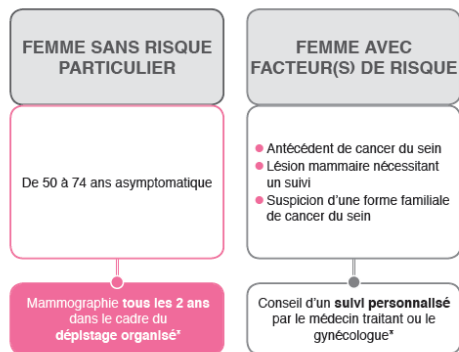 FEMME SANS RISQUE
PARTICULIER
De 50 à 74 ans asymptomatique
Mammographie tous les 2 ans
dans le cadre du
dépistage organisé*
FEMME AVEC
FACTEUR(S) DE RISQUE
Antécédent de cancer du sein
Lésion mammaire nécessitant
un suivi
Suspicion d'une forme familiale
de cancer du sein
Conseil d'un suivi personnalisé
par le médecin traitant ou le
gynécologue*